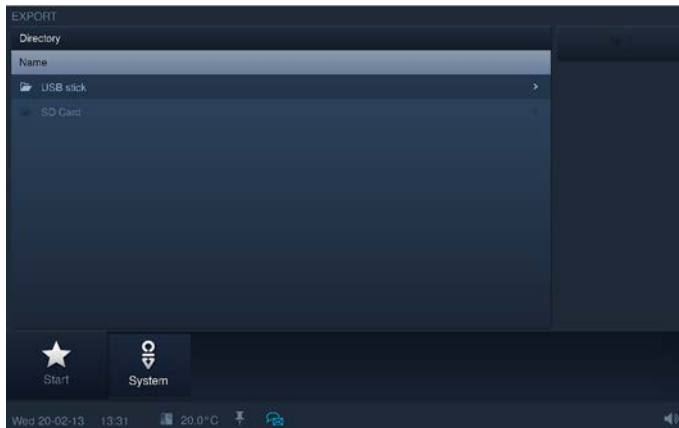 EXPORT
Directory
Name
USB stick
SD Card
Start
System
Wed 20-02-13 13:31 20.0°C